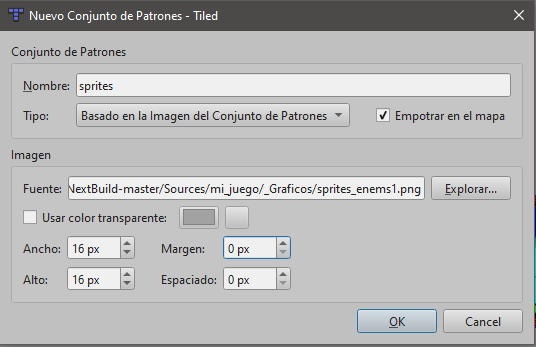 Nuevo Conjunto de Patrones - Tiled
Conjunto de Patrones
Nombre: sprites
Tipo: Basado en la Imagen del Conjunto de Patrones Empotrar en el mapa
Imagen
Fuente: NextBuild-master/Sources/mi_juego/_Graficos/sprites_enems1.png Explorar...
Usar color transparente:
Ancho: 16 px Margen: 0 px
Alto: 16 px Espaciado: 0 px
OK Cancel